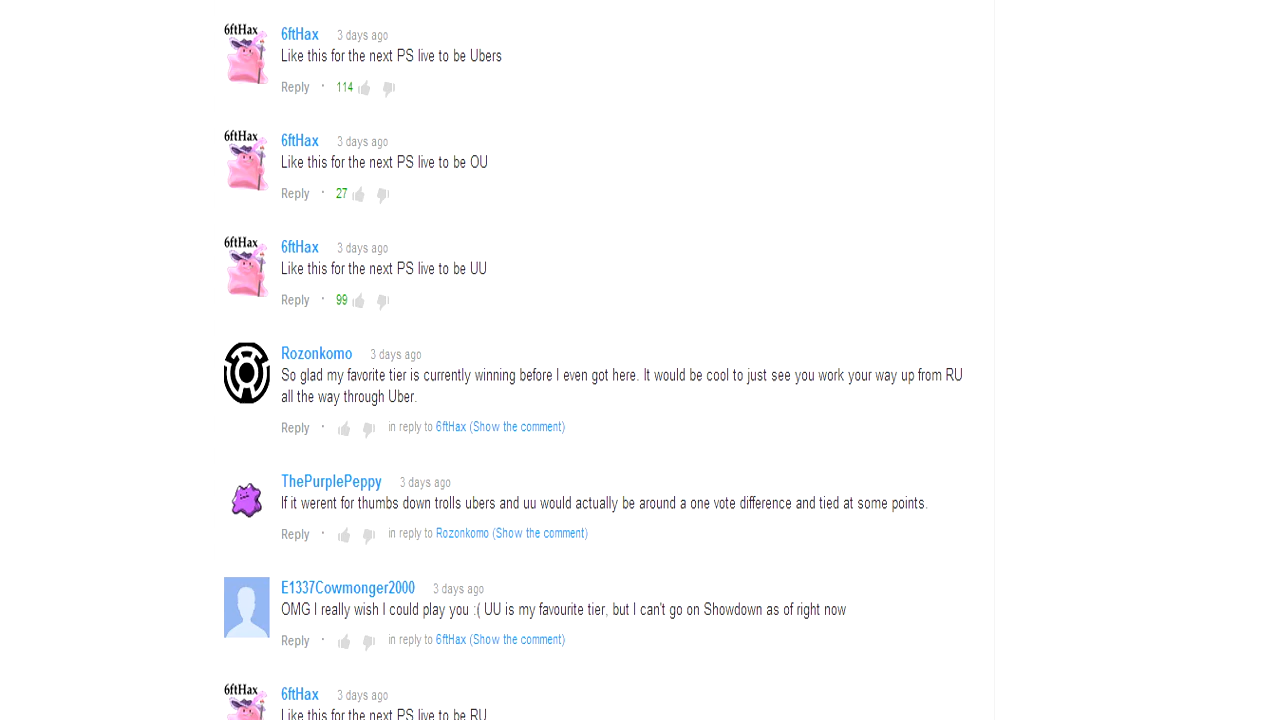 6ftHax
6ftHax 3 days ago
Like this for the next PS live to be Ubers
Reply · 114
6ftHax
6ftHax 3 days ago
Like this for the next PS live to be OU
Reply · 27
6ftHax
6ftHax 3 days ago
Like this for the next PS live to be UU
Reply · 99
Rozonkomo 3 days ago
So glad my favorite tier is currently winning before I even got here. It would be cool to just see you work your way up from RU
all the way through Uber.
Reply · in reply to 6ftHax (Show the comment)
ThePurplePeppy 3 days ago
If it werent for thumbs down trolls ubers and uu would actually be around a one vote difference and tied at some points.
Reply · in reply to Rozonkomo (Show the comment)
E1337Cowmonger2000 3 days ago
OMG I really wish I could play you :( UU is my favourite tier, but I can't go on Showdown as of right now
Reply · in reply to 6ftHax (Show the comment)
6ftHax
6ftHax 3 days ago
Like this for the next PS live to be RU